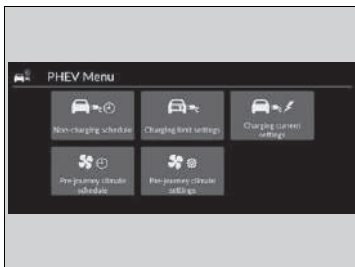 PHEV Menu
Non-charging schedule
Charging limit settings
Charging current
settings
Pre-journey climate
schedule
Pre-journey climate
settings